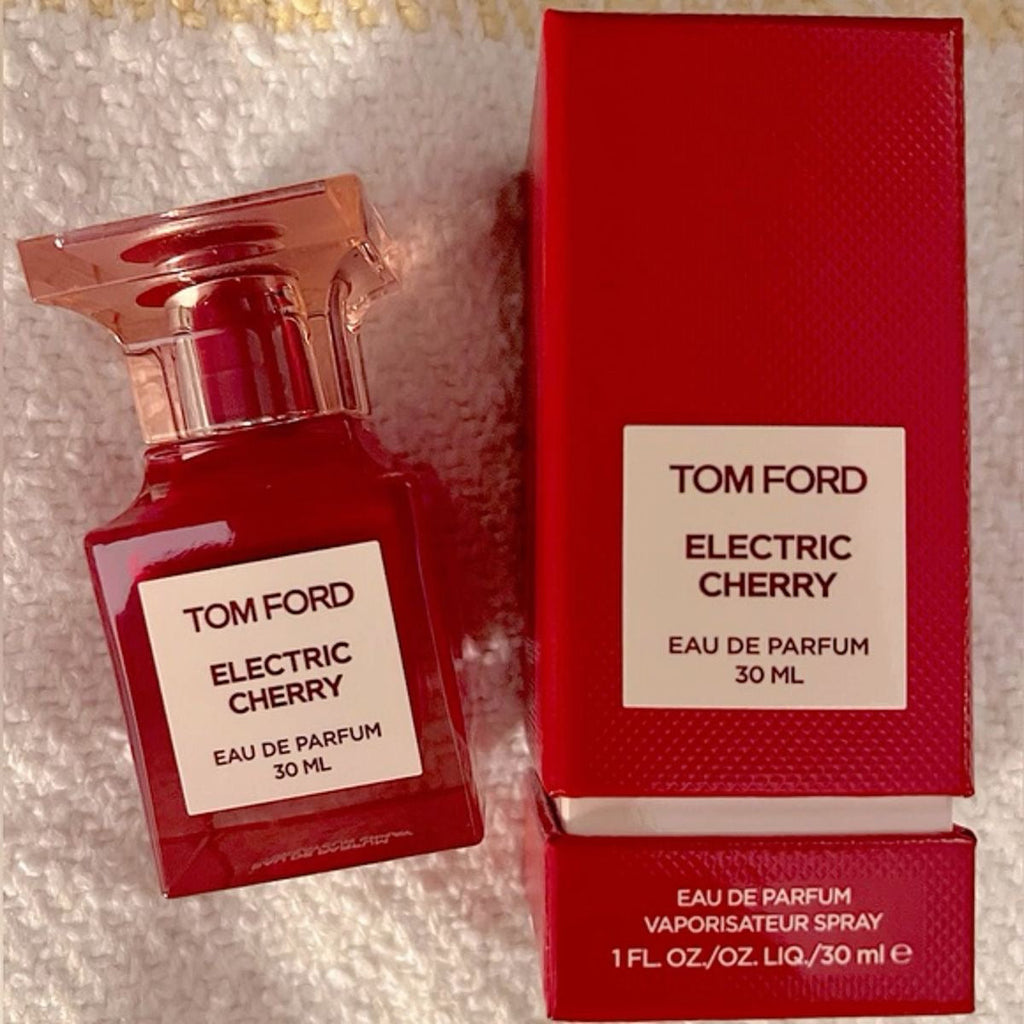 TOM FORD
ELECTRIC
CHERRY
EAU DE PARFUM
30 ML
TOM FORD
ELECTRIC
CHERRY
EAU DE PARFUM
30 ML
EAU DE PARFUM
VAPORISATEUR SPRAY
1 FL. OZ./OZ. LIQ./30 ml ℮